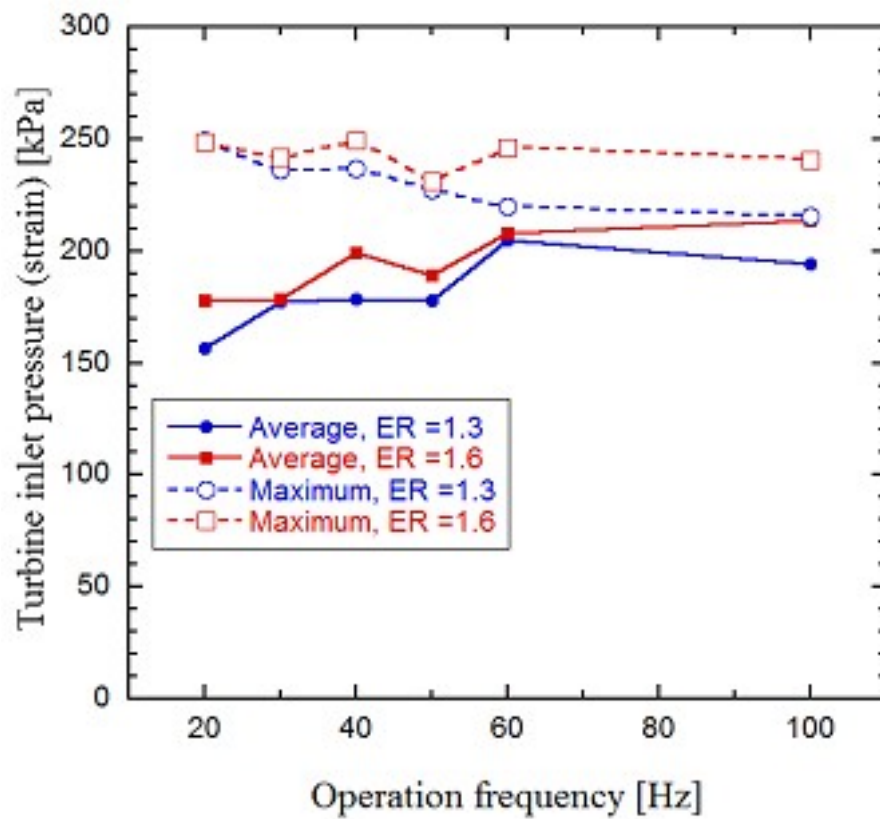 300
250
200
150
100
50
0
Turbine inlet pressure (strain) [kPa]
Average, ER =1.3
Average, ER =1.6
Maximum, ER =1.3
Maximum, ER =1.6
20 40 60 80 100
Operation frequency [Hz]